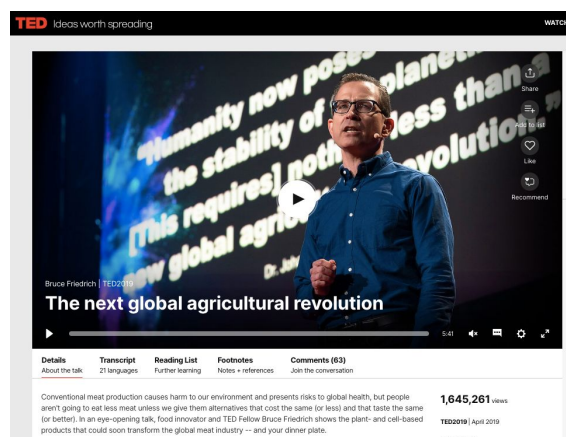 TED Ideas worth spreading
WATCH
"Humanity now poses
the stability of planet
[This requires] nothing less than a
new global agricultural revolution."
Dr. Joh
Share
Add to list
Like
Recommend
Bruce Friedrich | TED2019
The next global agricultural revolution
5:41
Details
About the talk
Transcript
21 languages
Reading List
Further learning
Footnotes
Notes + references
Comments (63)
Join the conversation
Conventional meat production causes harm to our environment and presents risks to global health, but people
aren't going to eat less meat unless we give them alternatives that cost the same (or less) and that taste the same
(or better). In an eye-opening talk, food innovator and TED Fellow Bruce Friedrich shows the plant- and cell-based
products that could soon transform the global meat industry -- and your dinner plate.
1,645,261 views
TED2019 | April 2019